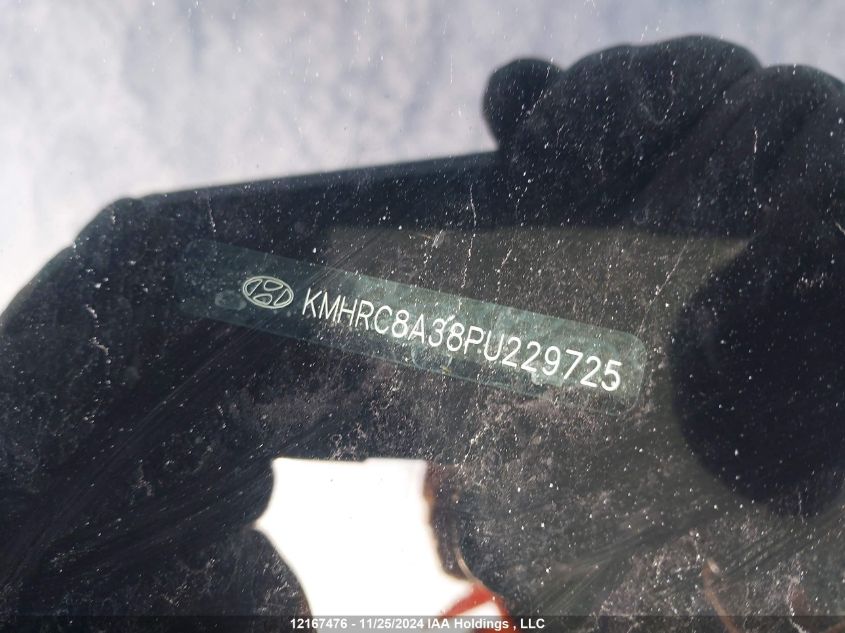 KMHRC8A38PU229725
12167476 - 11/25/2024 IAA Holdings , LLC